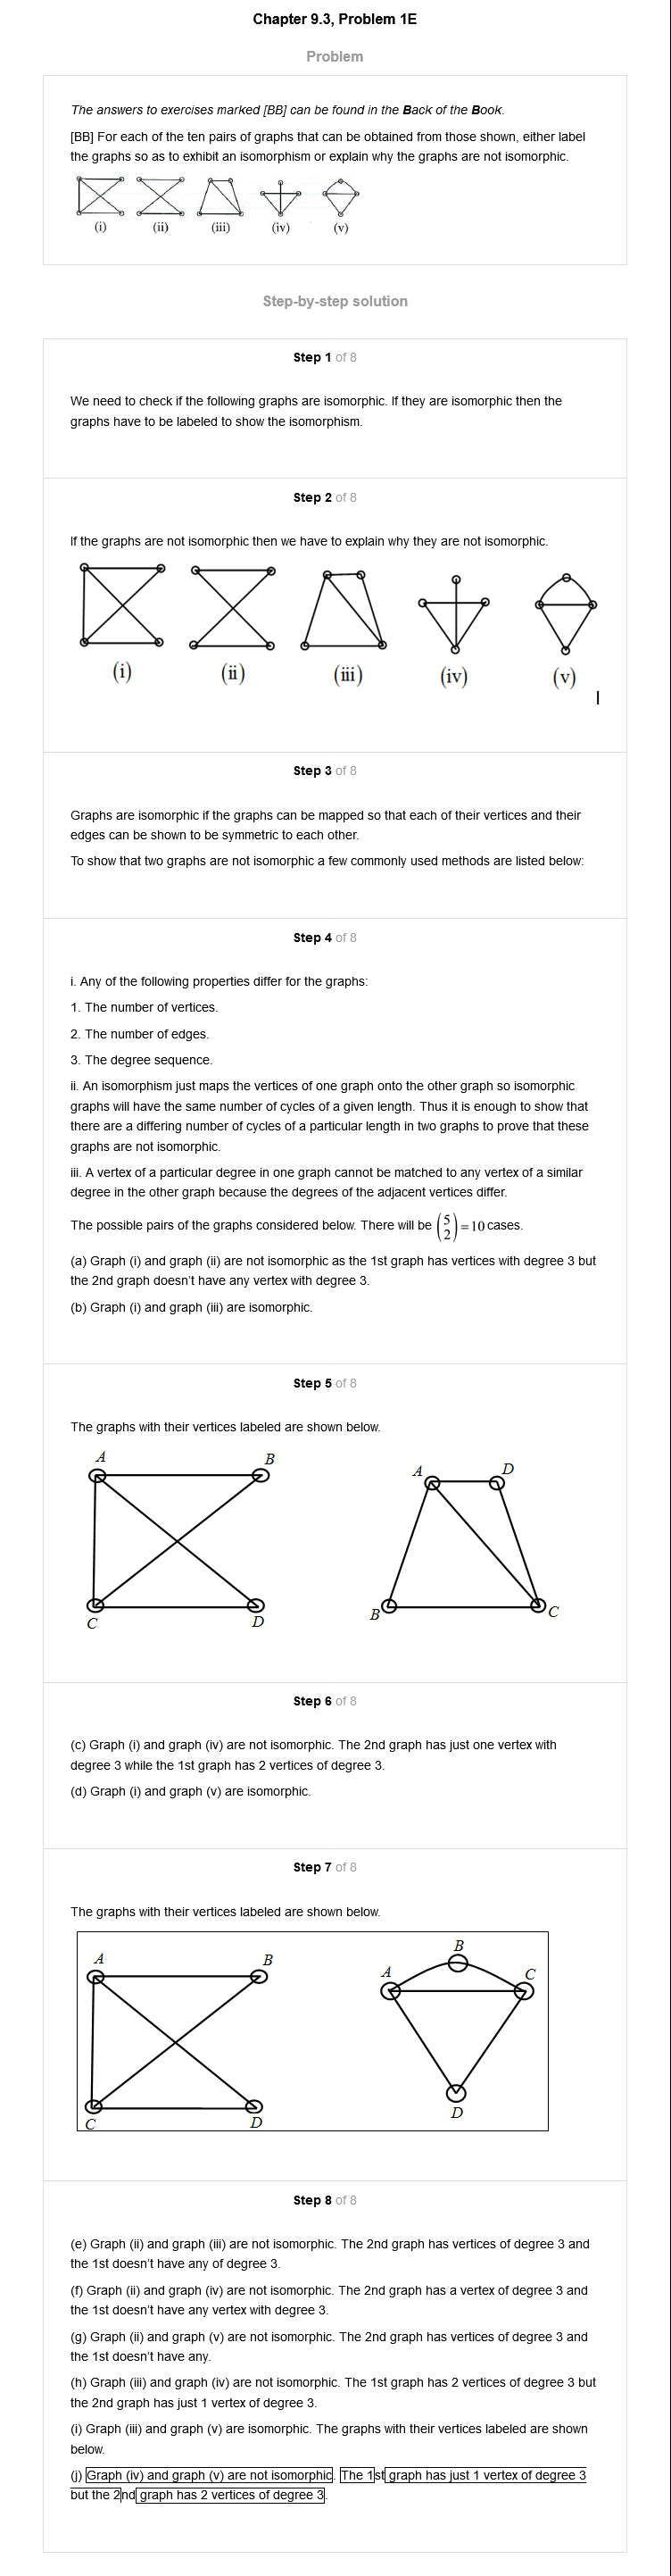 Chapter 9.3, Problem 1E
Problem
The answers to exercises marked [BB] can be found in the Back of the Book.
[BB] For each of the ten pairs of graphs that can be obtained from those shown, either label
the graphs so as to exhibit an isomorphism or explain why the graphs are not isomorphic.
(i) (ii) (iii) (iv) (v)
Step-by-step solution
Step 1 of 8
We need to check if the following graphs are isomorphic. If they are isomorphic then the
graphs have to be labeled to show the isomorphism.
Step 2 of 8
If the graphs are not isomorphic then we have to explain why they are not isomorphic.
(i) (ii) (iii) (iv) (v)
Step 3 of 8
Graphs are isomorphic if the graphs can be mapped so that each of their vertices and their
edges can be shown to be symmetric to each other.
To show that two graphs are not isomorphic a few commonly used methods are listed below:
Step 4 of 8
i. Any of the following properties differ for the graphs:
1. The number of vertices.
2. The number of edges.
3. The degree sequence.
ii. An isomorphism just maps the vertices of one graph onto the other graph so isomorphic
graphs will have the same number of cycles of a given length. Thus it is enough to show that
there are a differing number of cycles of a particular length in two graphs to prove that these
graphs are not isomorphic.
iii. A vertex of a particular degree in one graph cannot be matched to any vertex of a similar
degree in the other graph because the degrees of the adjacent vertices differ.
The possible pairs of the graphs considered below. There will be (5 2) = 10 cases.
(a) Graph (i) and graph (ii) are not isomorphic as the 1st graph has vertices with degree 3 but
the 2nd graph doesn't have any vertex with degree 3.
(b) Graph (i) and graph (iii) are isomorphic.
Step 5 of 8
The graphs with their vertices labeled are shown below.
A B A D
C D B C
Step 6 of 8
(c) Graph (i) and graph (iv) are not isomorphic. The 2nd graph has just one vertex with
degree 3 while the 1st graph has 2 vertices of degree 3.
(d) Graph (i) and graph (v) are isomorphic.
Step 7 of 8
The graphs with their vertices labeled are shown below.
A B A B C
C D D
Step 8 of 8
(e) Graph (ii) and graph (iii) are not isomorphic. The 2nd graph has vertices of degree 3 and
the 1st doesn't have any of degree 3.
(f) Graph (ii) and graph (iv) are not isomorphic. The 2nd graph has a vertex of degree 3 and
the 1st doesn't have any vertex with degree 3.
(g) Graph (ii) and graph (v) are not isomorphic. The 2nd graph has vertices of degree 3 and
the 1st doesn't have any.
(h) Graph (iii) and graph (iv) are not isomorphic. The 1st graph has 2 vertices of degree 3 but
the 2nd graph has just 1 vertex of degree 3.
(i) Graph (iii) and graph (v) are isomorphic. The graphs with their vertices labeled are shown
below.
(j) Graph (iv) and graph (v) are not isomorphic. The 1st graph has just 1 vertex of degree 3
but the 2nd graph has 2 vertices of degree 3.